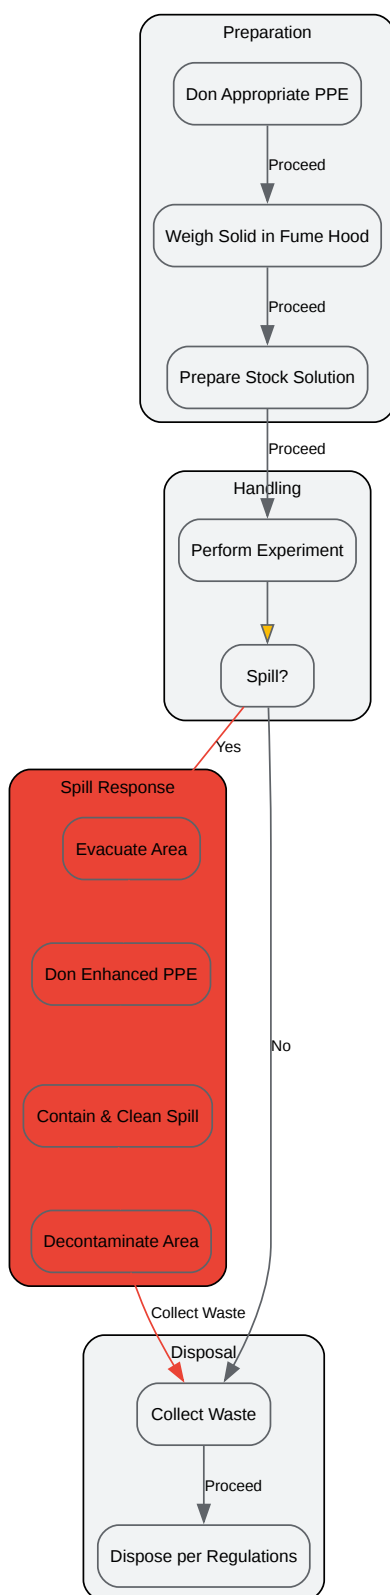 Preparation
Don Appropriate PPE
Proceed
Weigh Solid in Fume Hood
Proceed
Prepare Stock Solution
Proceed
Handling
Perform Experiment
Spill?
Yes
Spill Response
Evacuate Area
Don Enhanced PPE
No
Contain & Clean Spill
Decontaminate Area
Collect Waste
Disposal
Collect Waste
Proceed
Dispose per Regulations